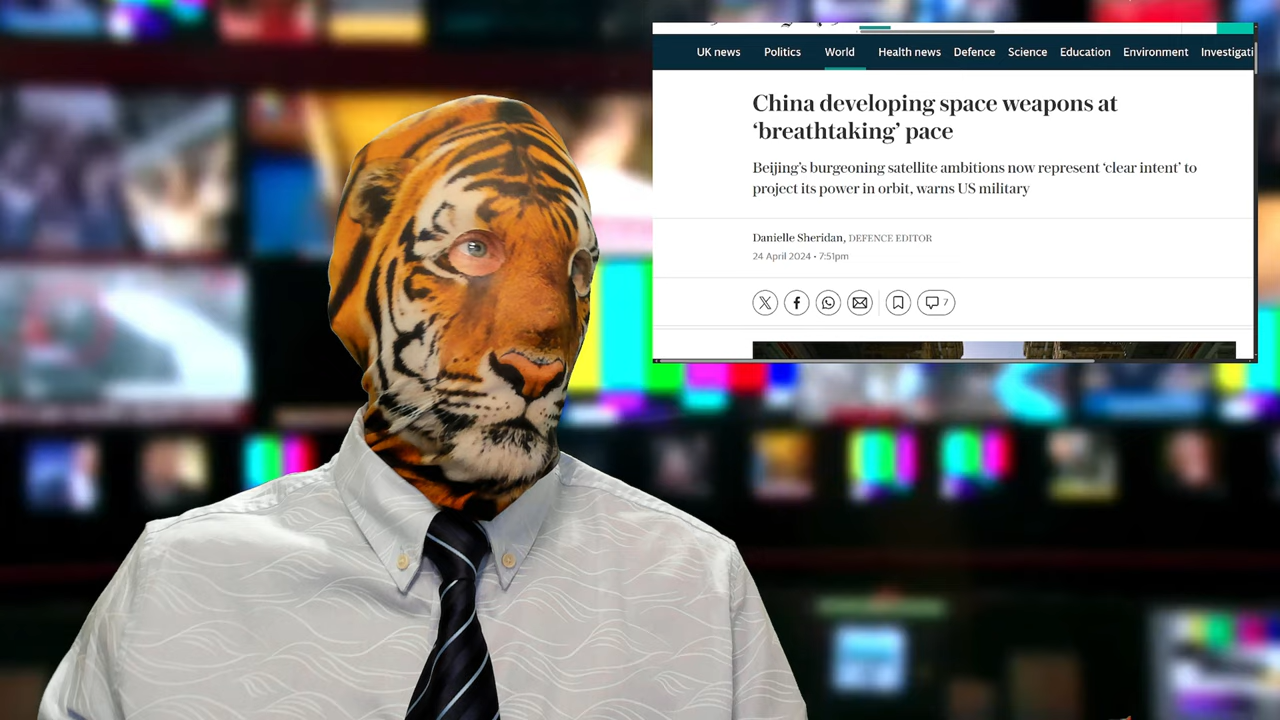 UK news Politics World Health news Defence Science Education Environment
China developing space weapons at
‘breathtaking’ pace
Beijing’s burgeoning satellite ambitions now represent ‘clear intent’ to
project its power in orbit, warns US military
Danielle Sheridan, DEFENCE EDITOR
24 April 2024 • 7:51pm
7